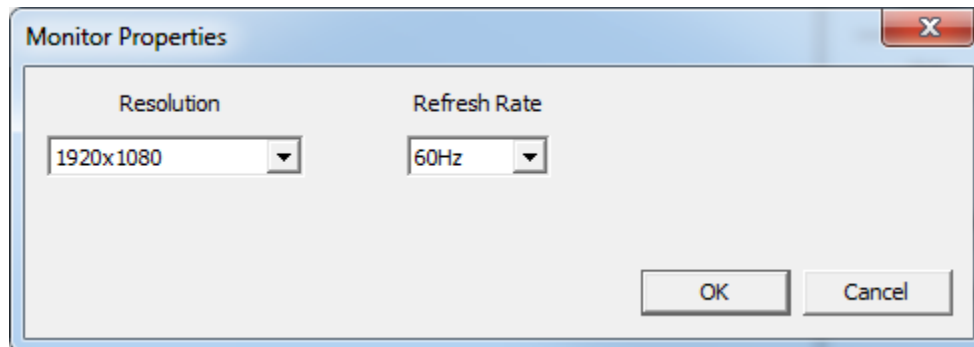 Monitor Properties
Resolution Refresh Rate
1920x1080 60Hz
OK Cancel